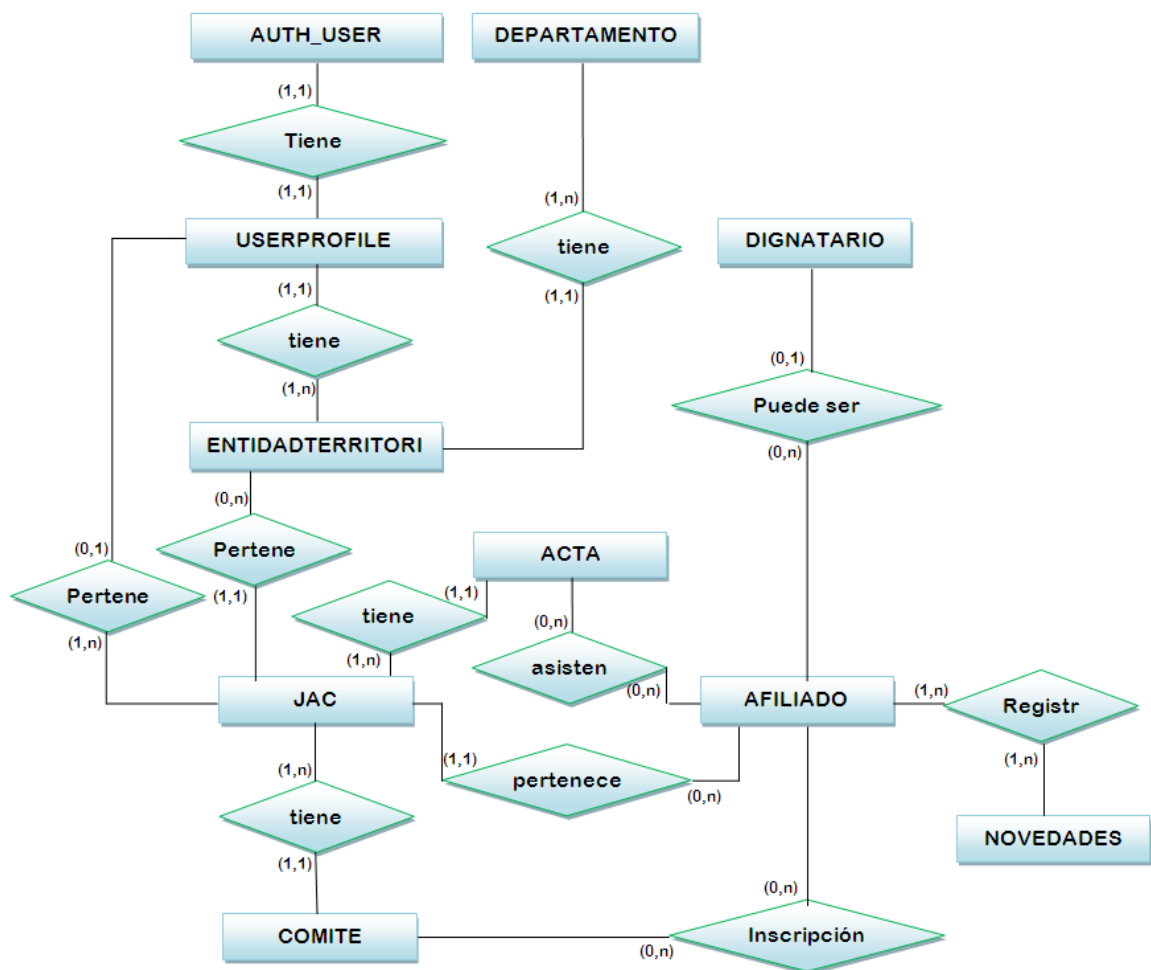 AUTH_USER
DEPARTAMENTO
(1,1)
Tiene
(1,1)
(1,n)
USERPROFILE
tiene
DIGNATARIO
(1,1)
(1,1)
tiene
(0,1)
(1,n)
Puede ser
ENTIDADTERRITORI
(0,n)
(0,n)
(0,1)
Pertene
ACTA
Pertene
(1,1)
(1,1)
tiene
(0,n)
(1,n)
(1,n)
asisten
(0,n)
JAC
AFILIADO
(1,n)
Registr
(1,n)
(1,1)
pertenece
(0,n)
(1,n)
tiene
NOVEDADES
(1,1)
(0,n)
COMITE
(0,n)
Inscripción